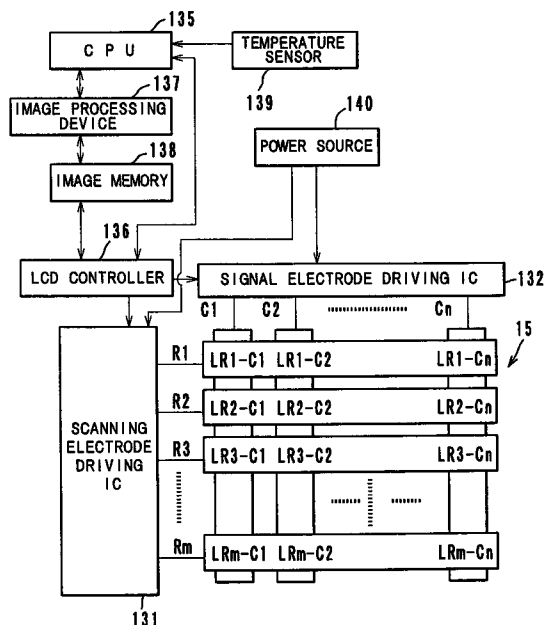 135
CPU
TEMPERATURE
SENSOR
139
137
IMAGE PROCESSING
DEVICE
140
138
POWER SOURCE
IMAGE MEMORY
136
LCD CONTROLLER
SIGNAL ELECTRODE DRIVING IC
132
C1 C2 Cn
15
R1 LR1-C1 LR1-C2 LR1-Cn
R2 LR2-C1 LR2-C2 LR2-Cn
SCANNING
ELECTRODE
DRIVING
IC
R3 LR3-C1 LR3-C2 LR3-Cn
Rm LRm-C1 LRm-C2 LRm-Cn
131